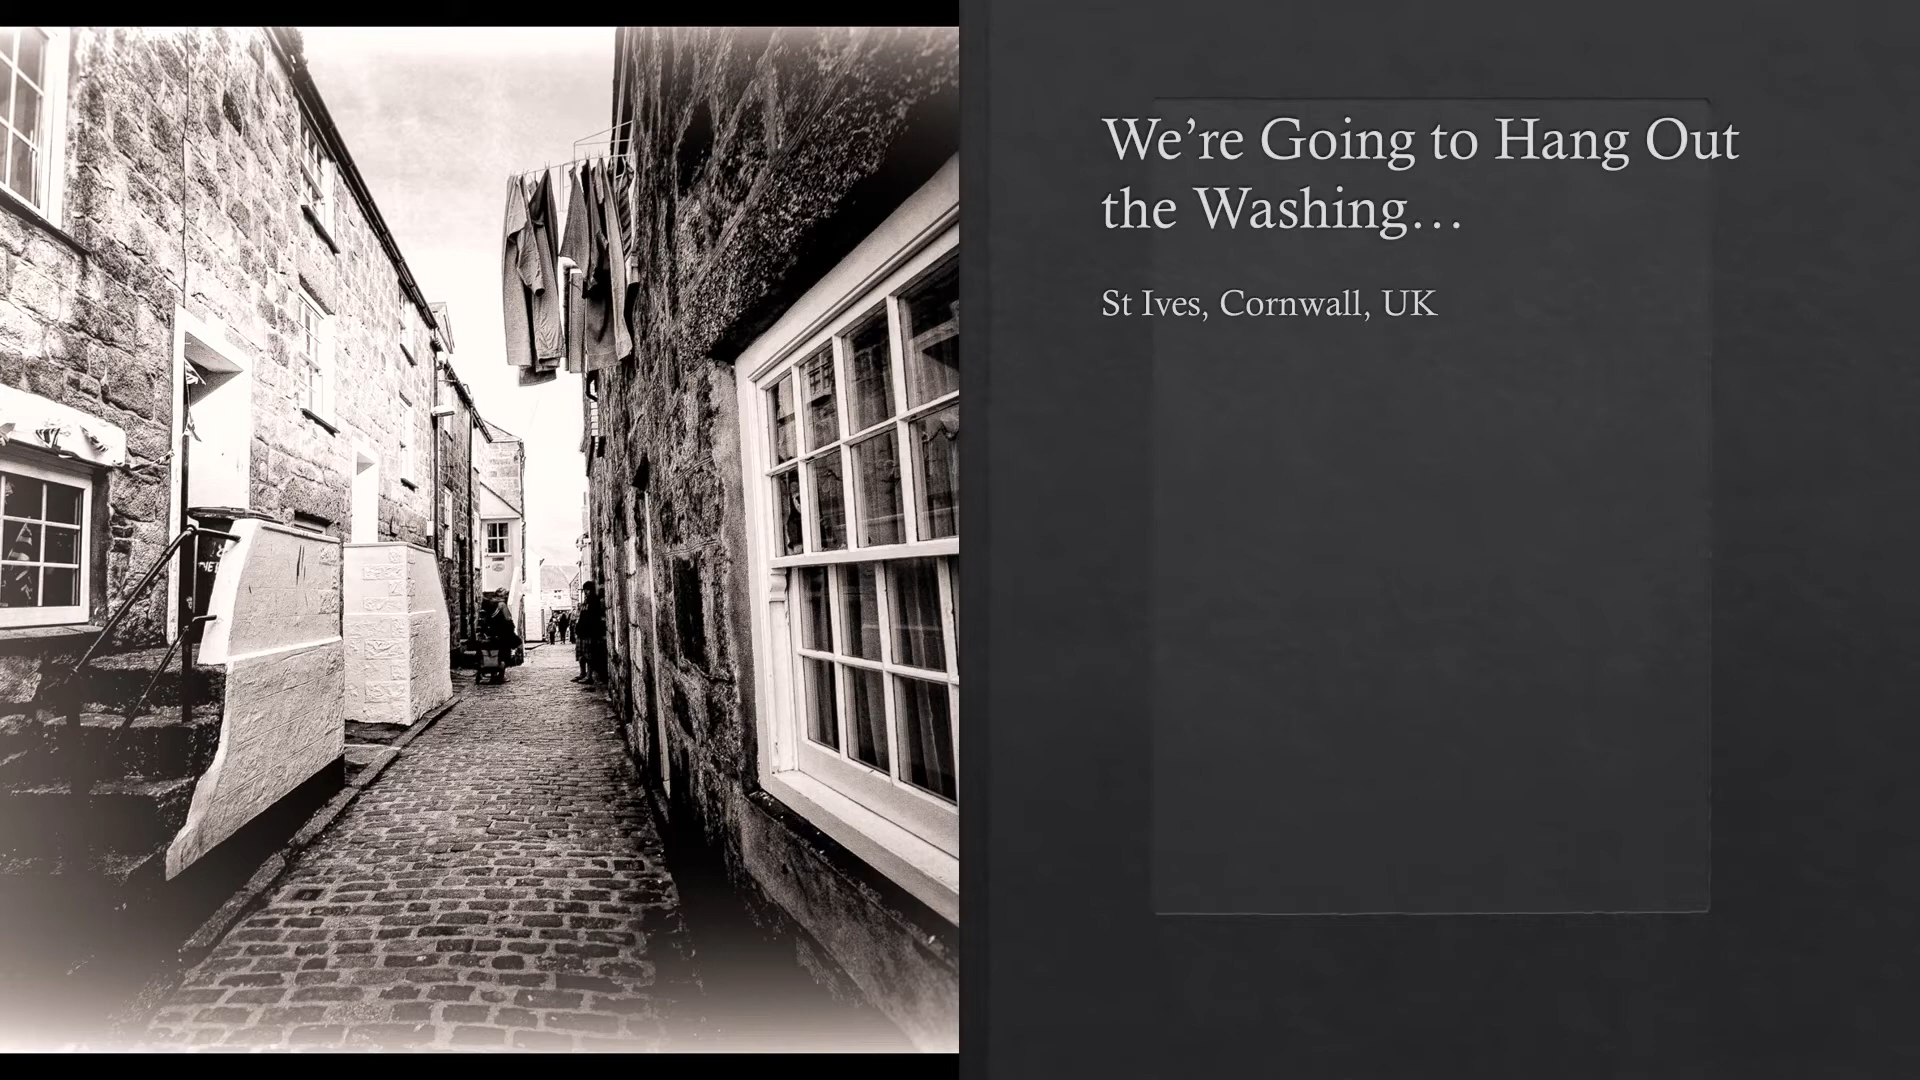 We’re Going to Hang Out
the Washing…
St Ives, Cornwall, UK